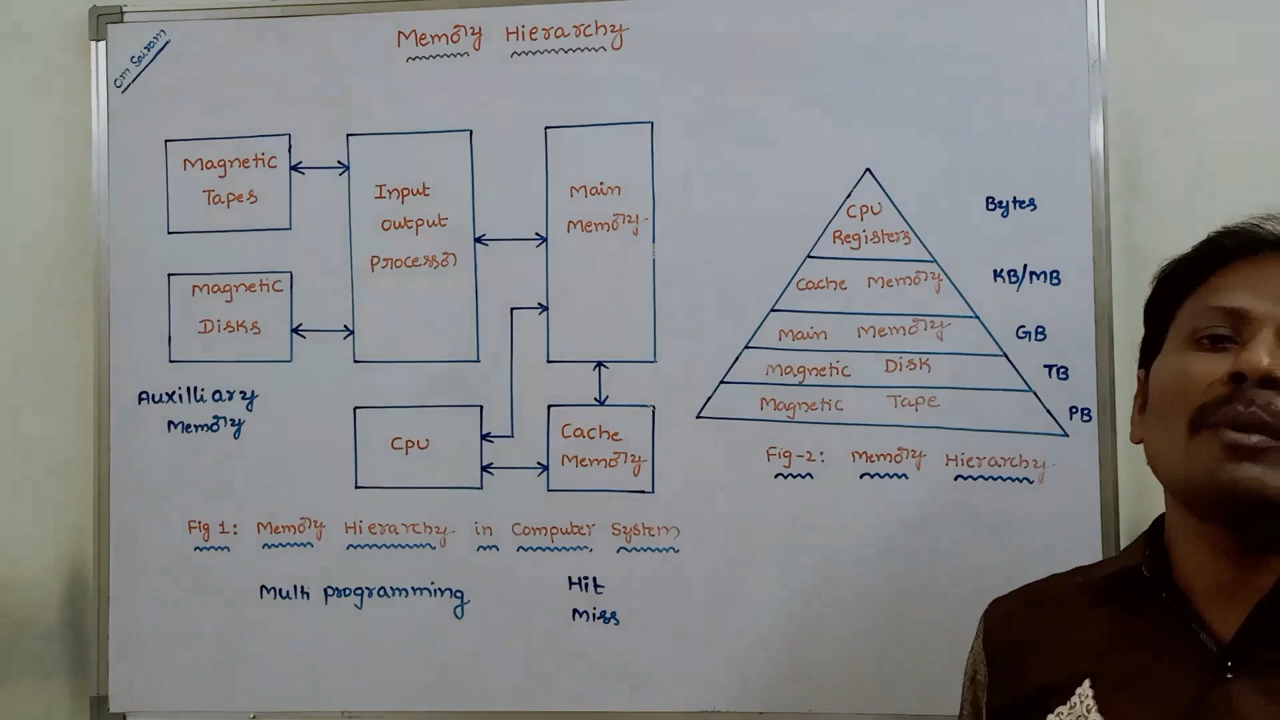 Om Sairam
Memory Hierarchy
Magnetic
Tapes
Magnetic
Disks
Auxilliary
Memory
Input
output
processor
Main
Memory
CPU
Cache
Memory
Fig 1: Memory Hierarchy in Computer System
Multi programming
Hit
Miss
CPU
Registers
Bytes
Cache Memory
KB/MB
Main Memory
GB
Magnetic Disk
TB
Magnetic Tape
PB
Fig-2: Memory Hierarchy